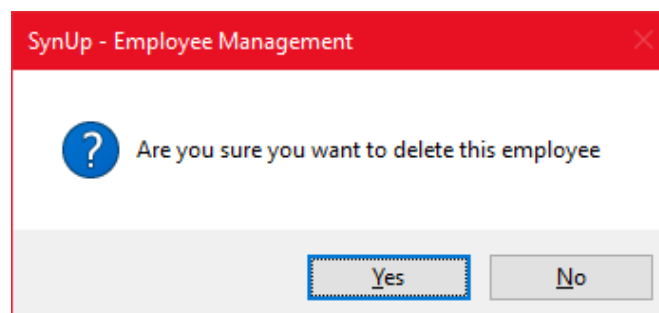 SynUp - Employee Management
?
Are you sure you want to delete this employee
Yes
No